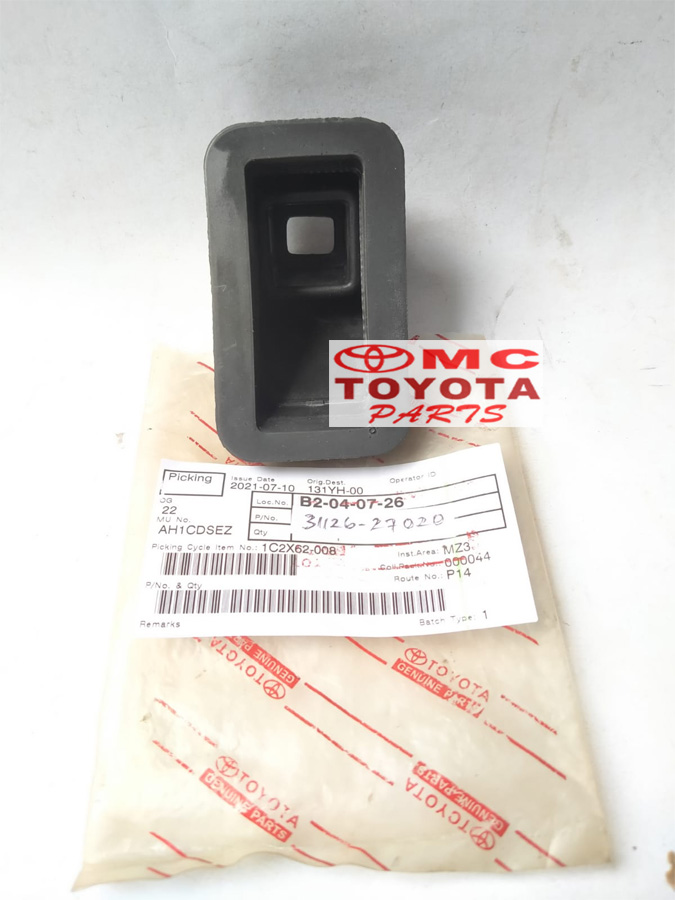 MC
TOYOTA
PARTS
Picking
Issue Date
2021-07-10
Orig.Dest.
131YH-00
Operator ID
DG
22
Loc.No. B2-04-07-26
P/No. 31126-27020
MU No.
AH1CDSEZ
Q'ty
Picking Cycle Item No.: 1C2X62-008
Inst.Area: MZ3
000044
Route No.: P14
P/No. & Qty
Remarks
Batch Type: 1
TOYOTA
GENUINE PARTS
TOYOTA
GENUINE PARTS
TOYOTA
GENUINE PARTS
TOYOTA
GENUINE PARTS